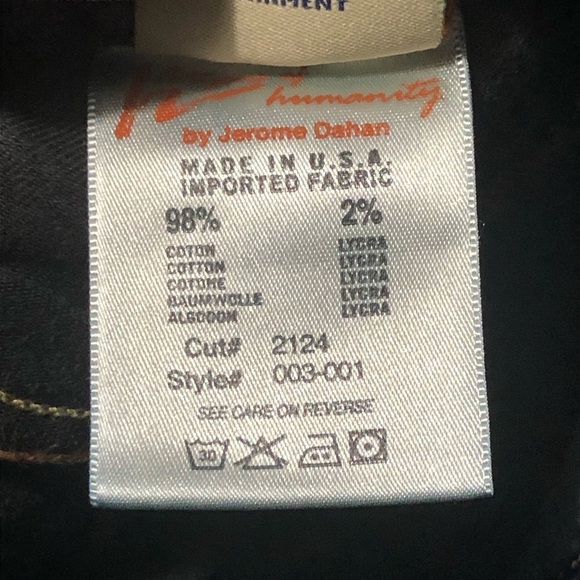 humanity
by Jerome Dahan
MADE IN U.S.A.
IMPORTED FABRIC
98% 2%
COTON LYCRA
COTTON LYCRA
COTONE LYCRA
BAUMWOLLE LYCRA
ALGODON LYCRA
Cut# 2124
Style# 003-001
SEE CARE ON REVERSE
30